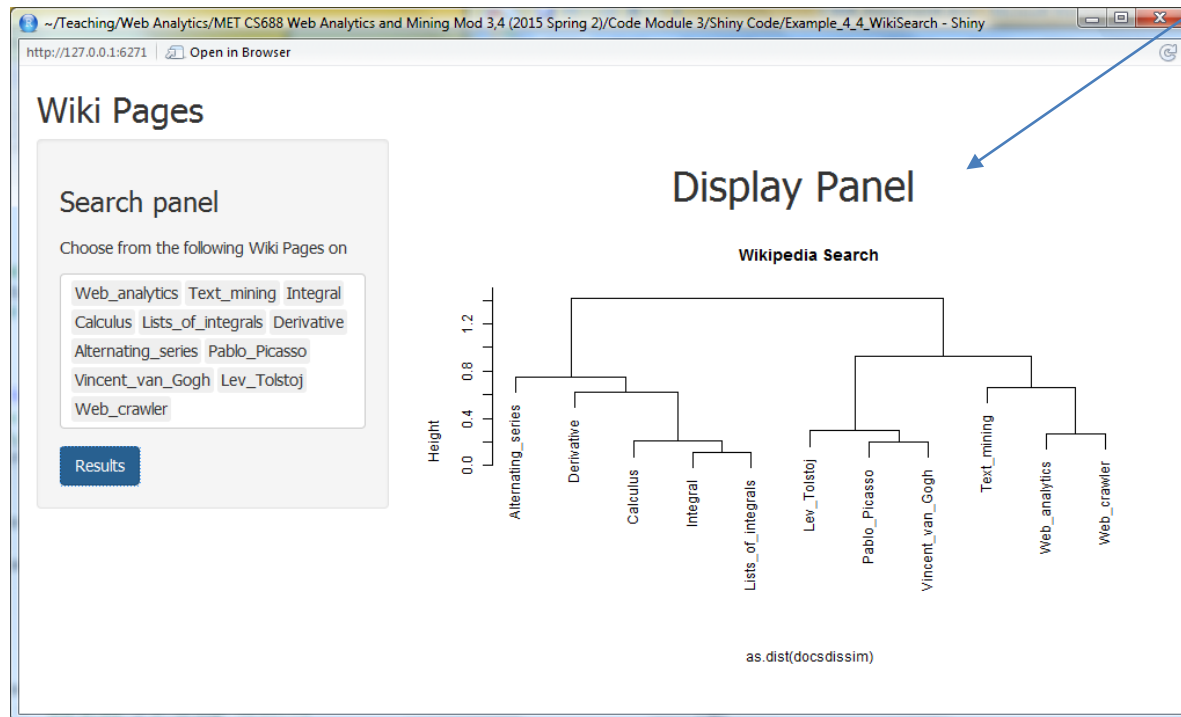 ~/Teaching/Web Analytics/MET CS688 Web Analytics and Mining Mod 3,4 (2015 Spring 2)/Code Module 3/Shiny Code/Example_4_4_WikiSearch - Shiny
http://127.0.0.1:6271 Open in Browser
Wiki Pages
Search panel
Choose from the following Wiki Pages on
Web_analytics Text_mining Integral
Calculus Lists_of_integrals Derivative
Alternating_series Pablo_Picasso
Vincent_van_Gogh Lev_Tolstoj
Web_crawler
Results
Display Panel
Wikipedia Search
Height
0.0 0.4 0.8 1.2
Alternating_series
Derivative
Calculus
Integral
Lists_of_integrals
Lev_Tolstoj
Pablo_Picasso
Vincent_van_Gogh
Text_mining
Web_analytics
Web_crawler
as.dist(docsdissim)